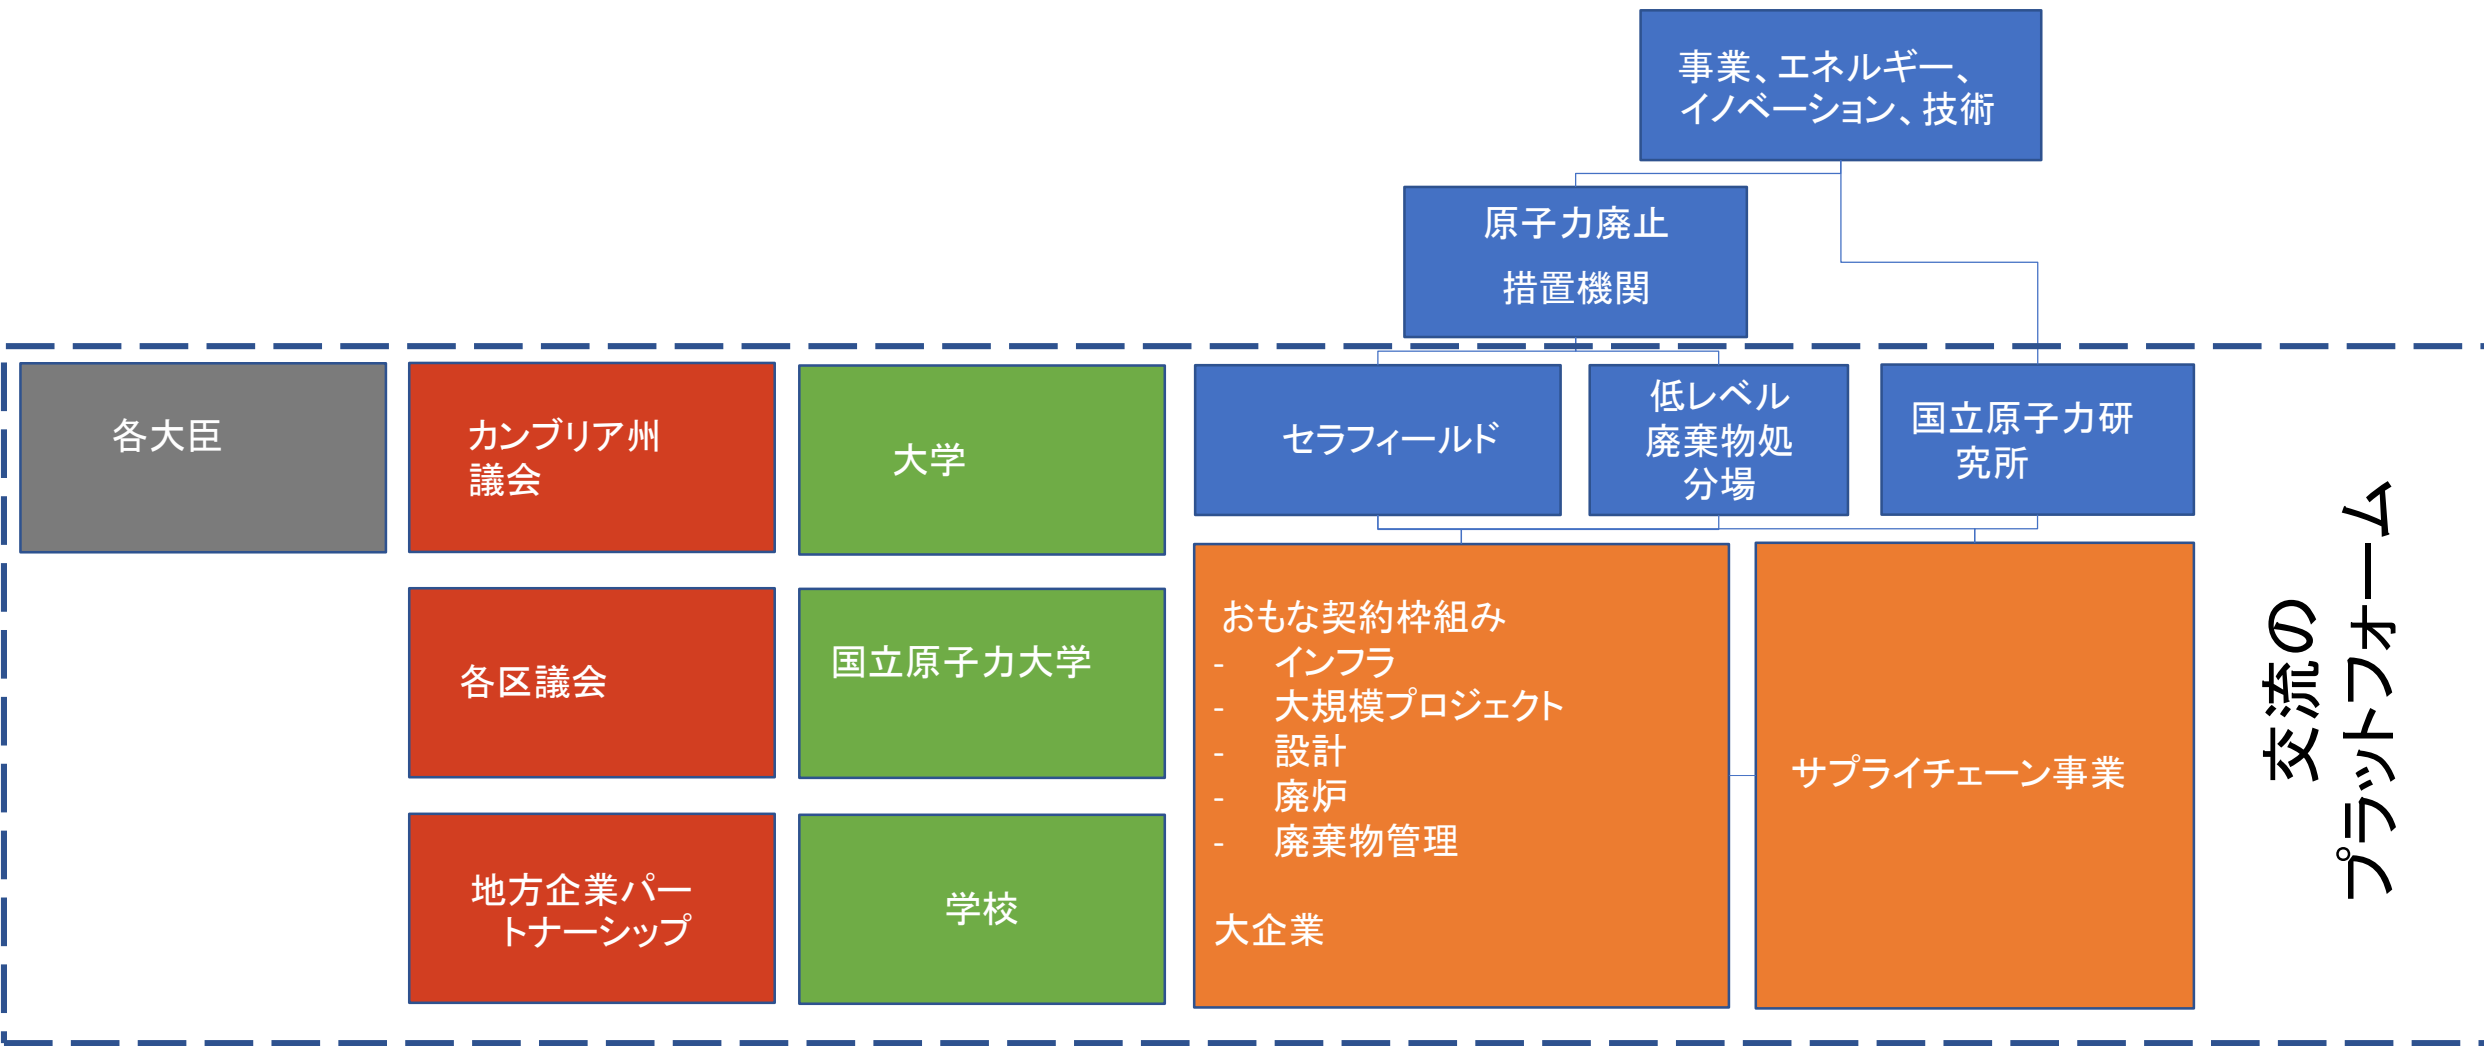 事業、エネルギー、
イノベーション、技術
原子力廃止
措置機関
各大臣
カンブリア州
議会
大学
セラフィールド
低レベル
廃棄物処
分場
国立原子力研
究所
各区議会
国立原子力大学
おもな契約枠組み
- インフラ
- 大規模プロジェクト
- 設計
- 廃炉
- 廃棄物管理
大企業
サプライチェーン事業
地方企業パー
トナーシップ
学校
交流の
プラットフォーム